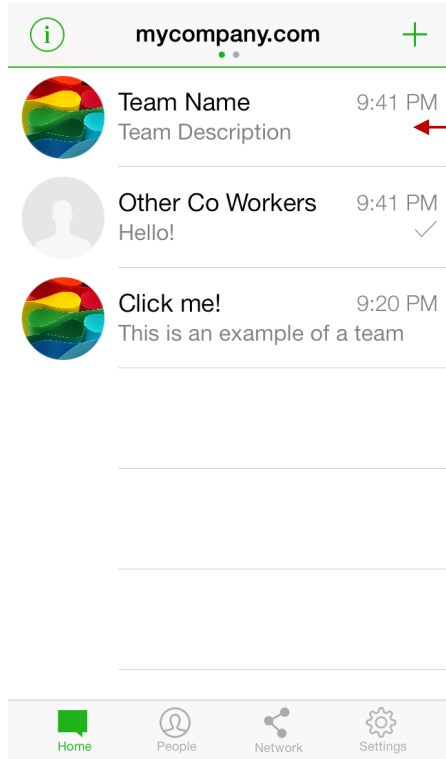 mycompany.com
Team Name 9:41 PM
Team Description
Other Co Workers 9:41 PM
Hello!
Click me! 9:20 PM
This is an example of a team
Home People Network Settings